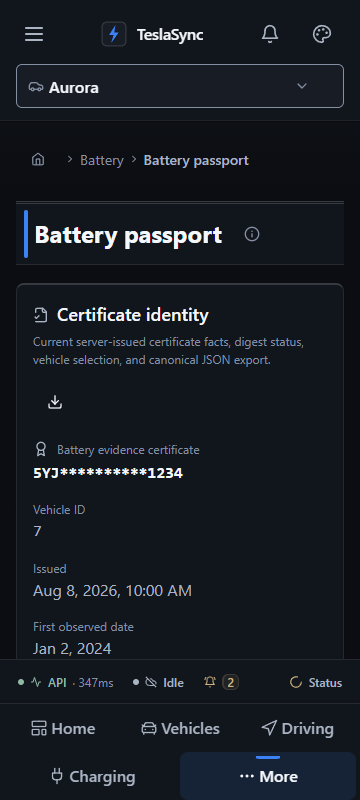 TeslaSync
Aurora
Battery
Battery passport
Battery passport
Certificate identity
Current server-issued certificate facts, digest status,
vehicle selection, and canonical JSON export.
Battery evidence certificate
5YJ**********1234
Vehicle ID
7
Issued
Aug 8, 2026, 10:00 AM
First observed date
Jan 2, 2024
API · 347ms
Idle
2
Status
Home
Vehicles
Driving
Charging
More